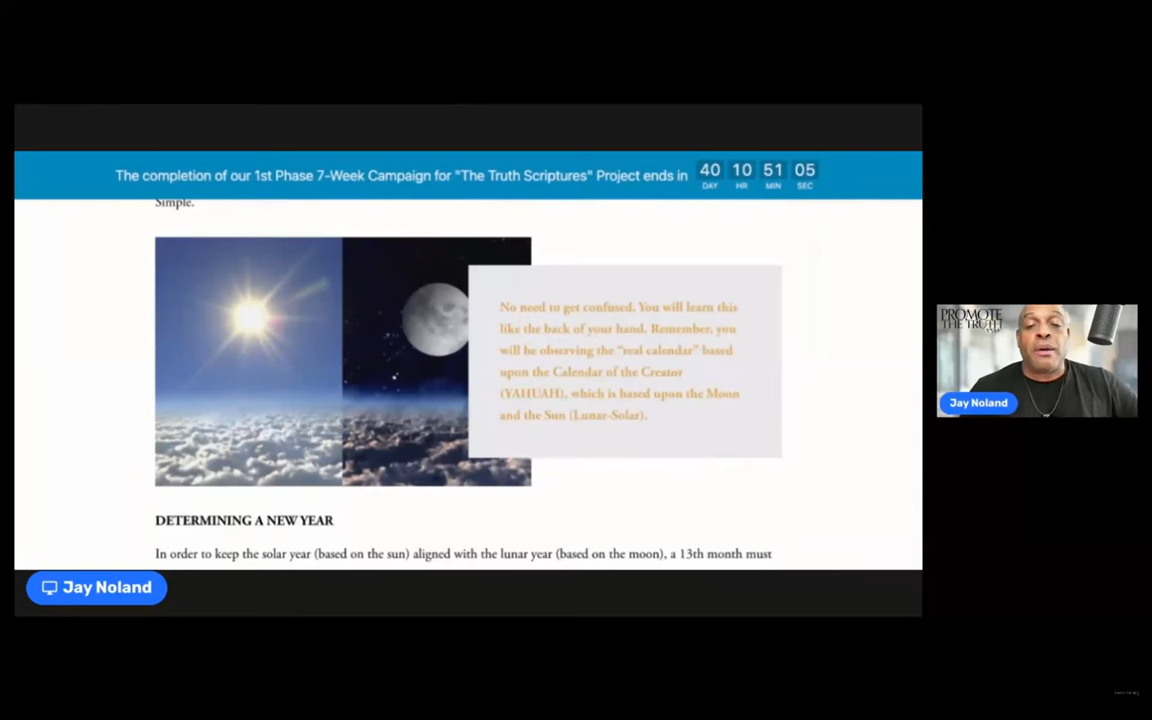 The completion of our 1st Phase 7-Week Campaign for "The Truth Scriptures" Project ends in
40 10 51 05
DAY HR MIN SEC
Simple.
No need to get confused. You will learn this
like the back of your hand. Remember, you
will be observing the "real calendar" based
upon the Calendar of the Creator
(YAHUAH), which is based upon the Moon
and the Sun (Lunar-Solar).
DETERMINING A NEW YEAR
In order to keep the solar year (based on the sun) aligned with the lunar year (based on the moon), a 13th month must
Jay Noland
PROMOTE
THE TRUTH
Jay Noland